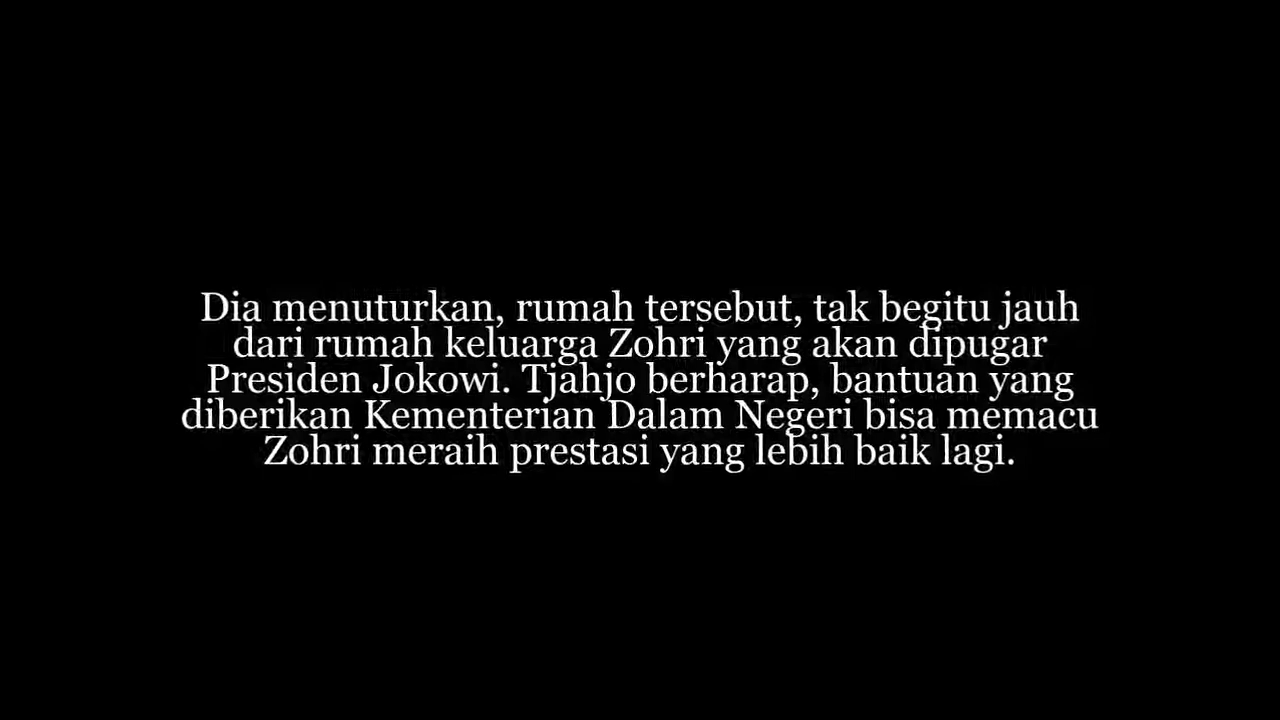 Dia menuturkan, rumah tersebut, tak begitu jauh
dari rumah keluarga Zohri yang akan dipugar
Presiden Jokowi. Tjahjo berharap, bantuan yang
diberikan Kementerian Dalam Negeri bisa memacu
Zohri meraih prestasi yang lebih baik lagi.